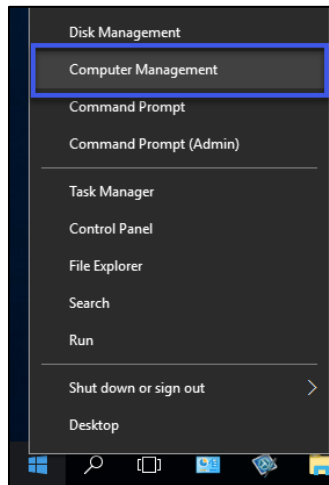 Disk Management
Computer Management
Command Prompt
Command Prompt (Admin)
Task Manager
Control Panel
File Explorer
Search
Run
Shut down or sign out
Desktop